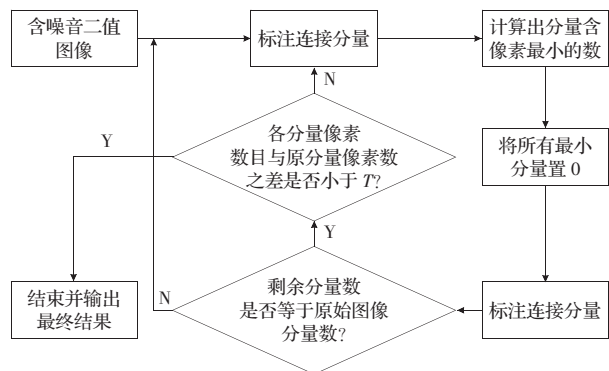 含噪音二值
图像
标注连接分量
计算出分量含
像素最小的数
N
Y
各分量像素
数目与原分量像素数
之差是否小于 T?
将所有最小
分量置 0
Y
结束并输出
最终结果
N
剩余分量数
是否等于原始图像
分量数?
标注连接分量